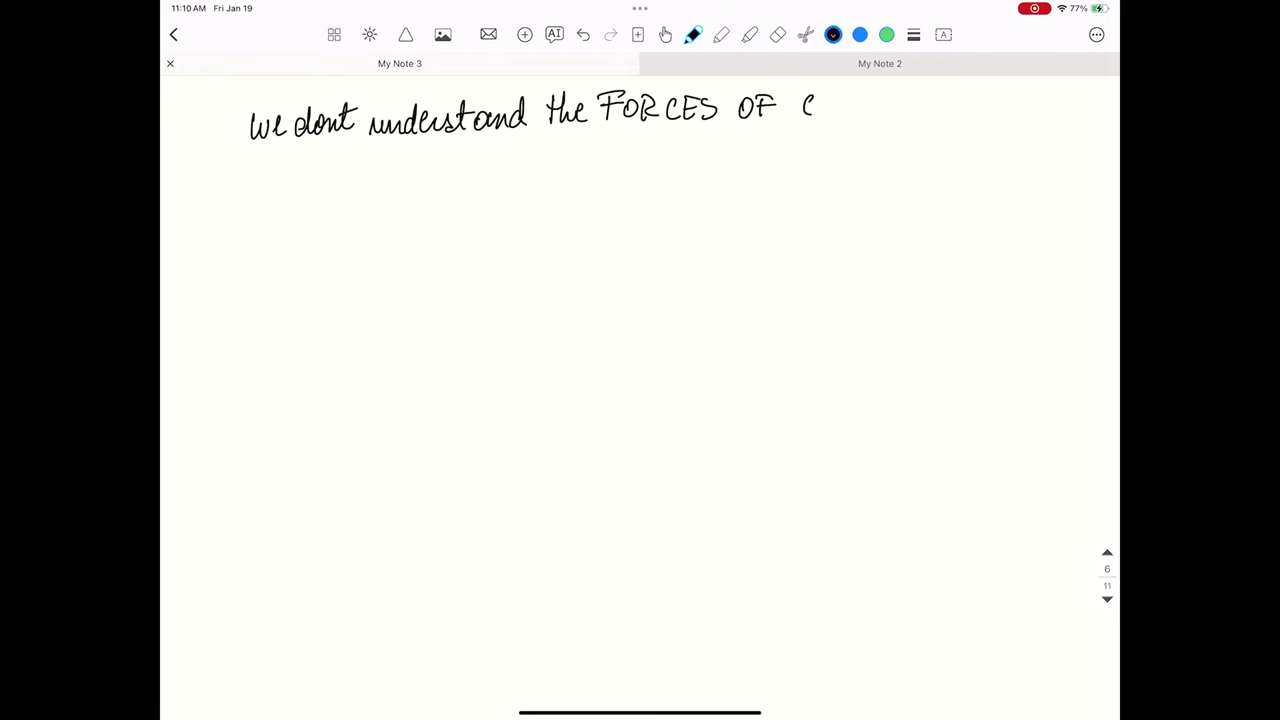 11:10 AM Fri Jan 19
77%
AI
A
My Note 3
My Note 2
we dont understand the FORCES OF C
6
11